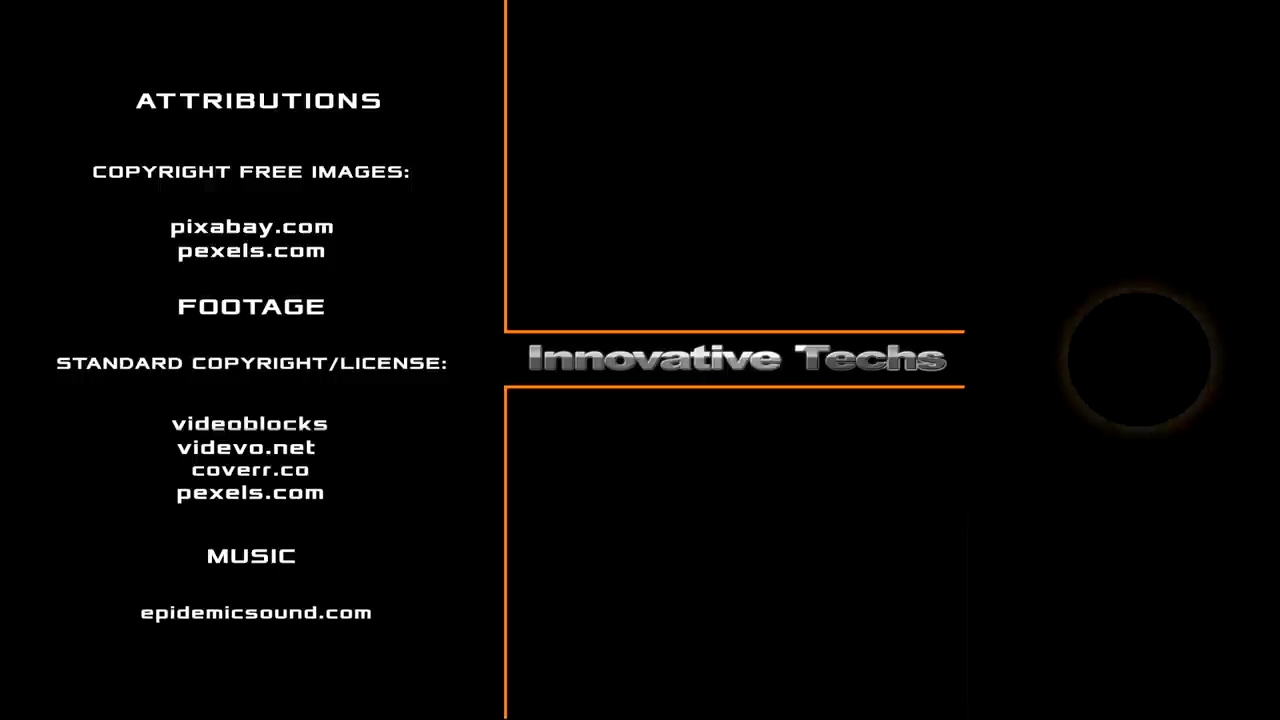 ATTRIBUTIONS
COPYRIGHT FREE IMAGES:
pixabay.com
pexels.com
FOOTAGE
STANDARD COPYRIGHT/LICENSE:
videoblocks
videvo.net
coverr.co
pexels.com
MUSIC
epidemicsound.com
Innovative Techs